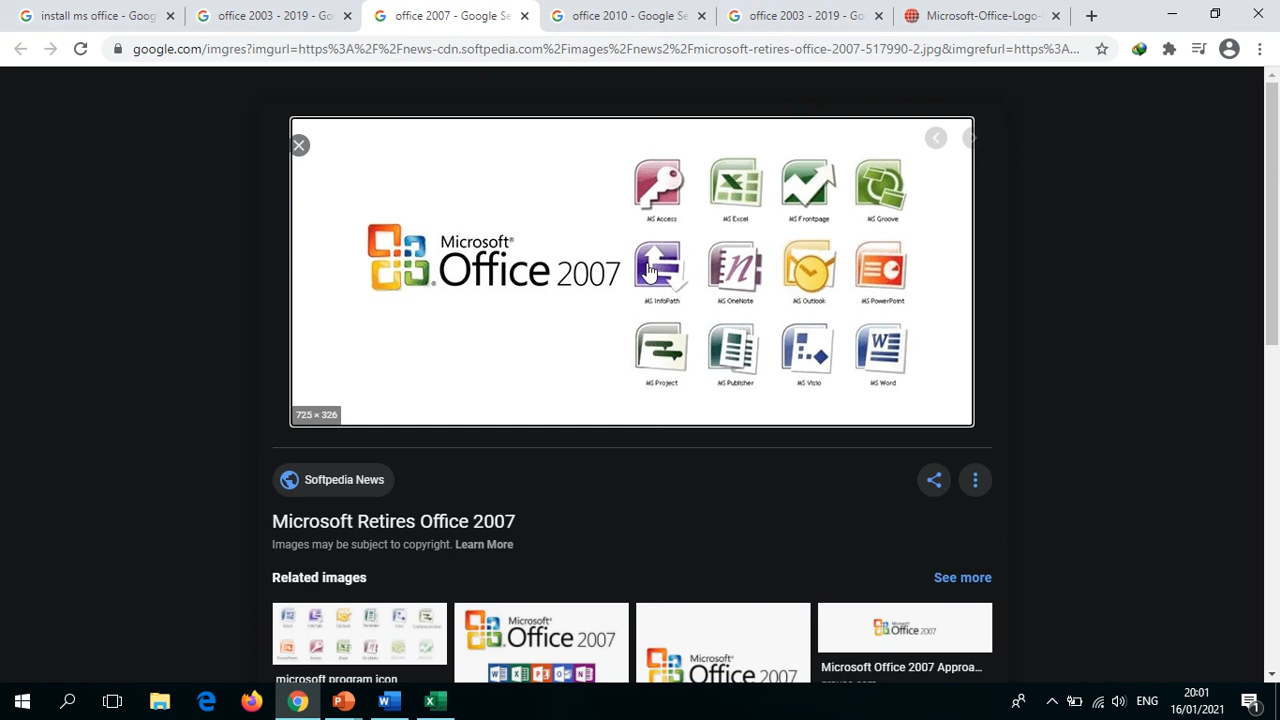 install ms office - Goog
office 2003 - 2019 - Go
office 2007 - Google Se
office 2010 - Google Se
office 2003 - 2019 - Go
Microsoft-Office-Logo-
google.com/imgres?imgurl=https%3A%2F%2Fnews-cdn.softpedia.com%2Fimages%2Fnews2%2Fmicrosoft-retires-office-2007-517990-2.jpg&imgrefurl=https%3A...
MS Access
MS Excel
MS Frontpage
MS Groove
Microsoft®
Office 2007
MS InfoPath
MS OneNote
MS Outlook
MS PowerPoint
MS Project
MS Publisher
MS Visio
MS Word
725 × 326
Softpedia News
Microsoft Retires Office 2007
Images may be subject to copyright. Learn More
Related images
See more
Microsoft®
Office 2007
Microsoft®
Office 2007
Office 2007
microsoft program icon
Microsoft Office 2007 Approa...
ENG
20:01
16/01/2021
1